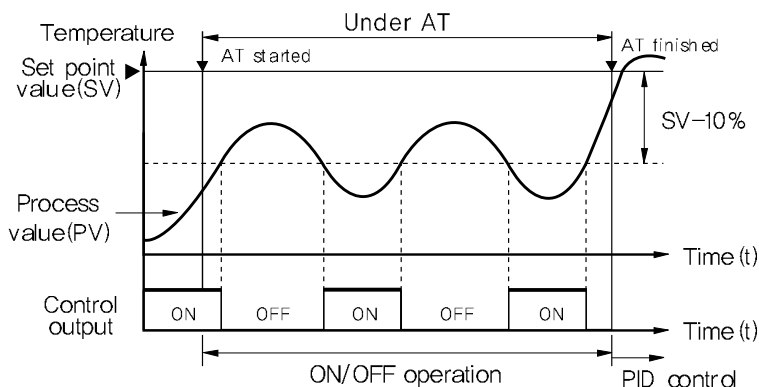 Under AT
Temperature
AT started
AT finished
Set point
value(SV)
SV-10%
Process
value(PV)
Time(t)
Control
output
ON
OFF
ON
OFF
ON
Time(t)
ON/OFF operation
PID control